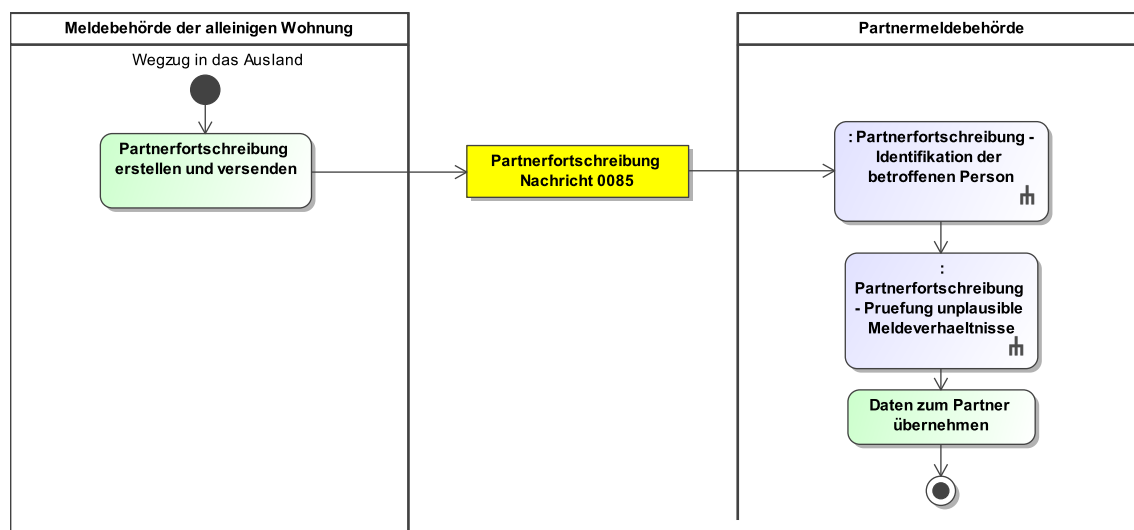 Meldebehörde der alleinigen Wohnung
Wegzug in das Ausland
Partnerfortschreibung
erstellen und versenden
Partnerfortschreibung
Nachricht 0085
Partnermeldebehörde
: Partnerfortschreibung -
Identifikation der
betroffenen Person
:
Partnerfortschreibung
- Pruefung unplausible
Meldeverhaeltnisse
Daten zum Partner
übernehmen